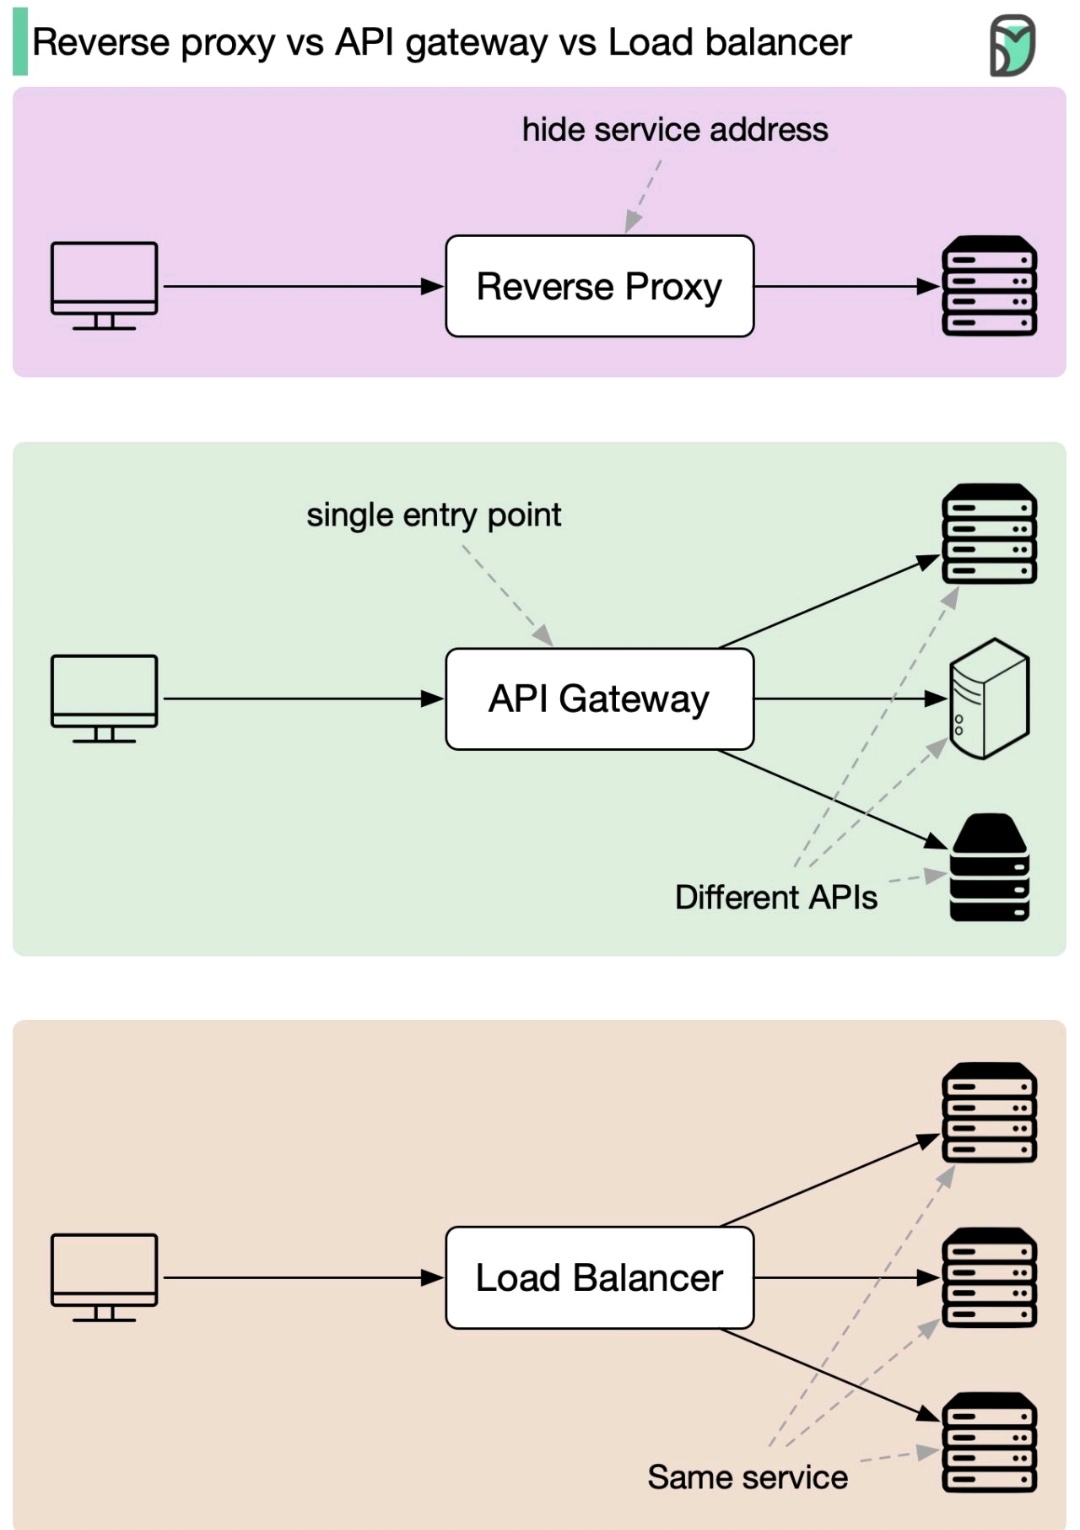 Reverse proxy vs API gateway vs Load balancer
hide service address
Reverse Proxy
single entry point
API Gateway
Different APIs
Load Balancer
Same service